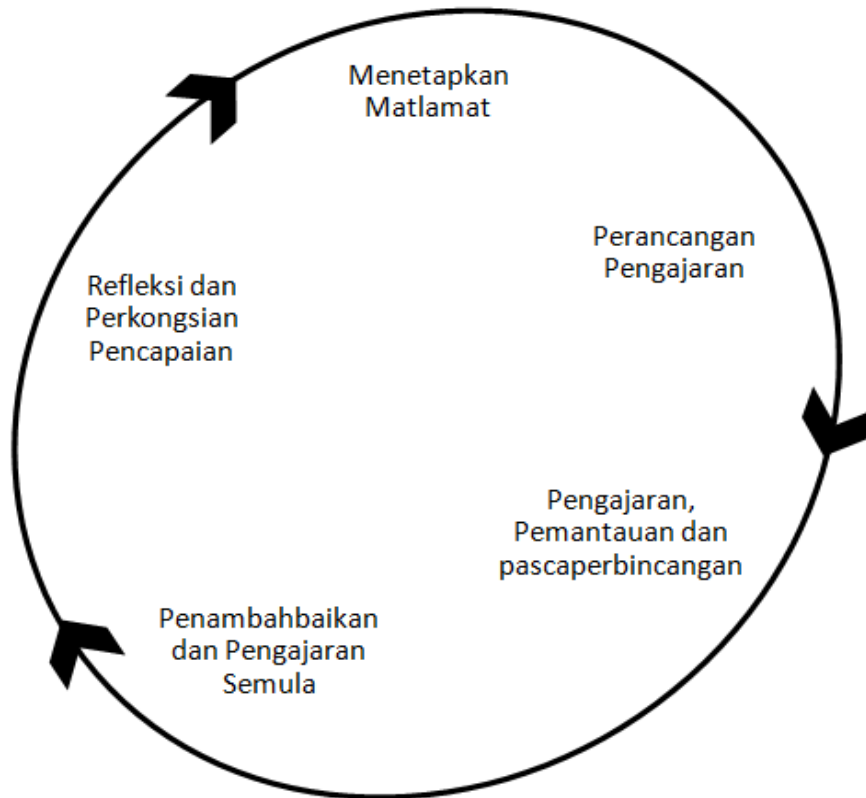 Menetapkan
Matlamat
Perancangan
Pengajaran
Pengajaran,
Pemantauan dan
pascaperbincangan
Penambahbaikan
dan Pengajaran
Semula
Refleksi dan
Perkongsian
Pencapaian